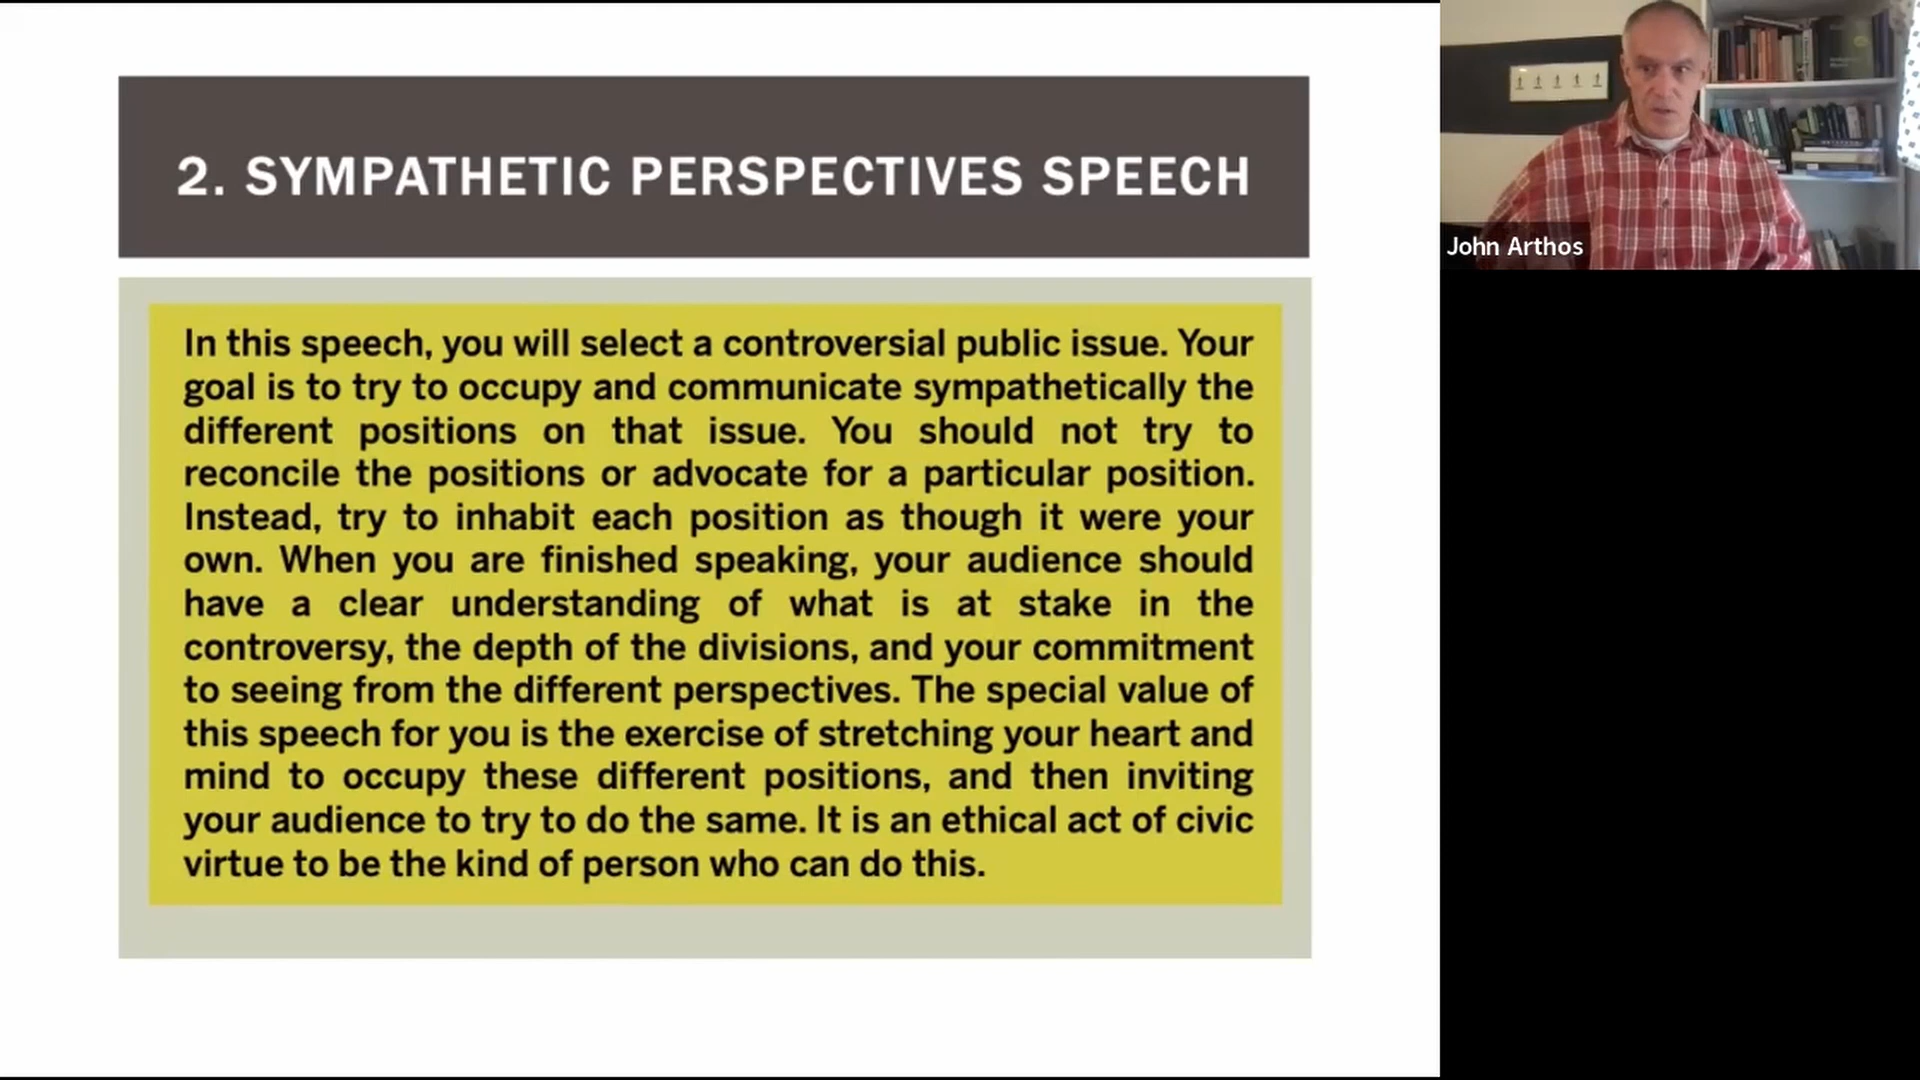 2. SYMPATHETIC PERSPECTIVES SPEECH
In this speech, you will select a controversial public issue. Your
goal is to try to occupy and communicate sympathetically the
different positions on that issue. You should not try to
reconcile the positions or advocate for a particular position.
Instead, try to inhabit each position as though it were your
own. When you are finished speaking, your audience should
have a clear understanding of what is at stake in the
controversy, the depth of the divisions, and your commitment
to seeing from the different perspectives. The special value of
this speech for you is the exercise of stretching your heart and
mind to occupy these different positions, and then inviting
your audience to try to do the same. It is an ethical act of civic
virtue to be the kind of person who can do this.
John Arthos